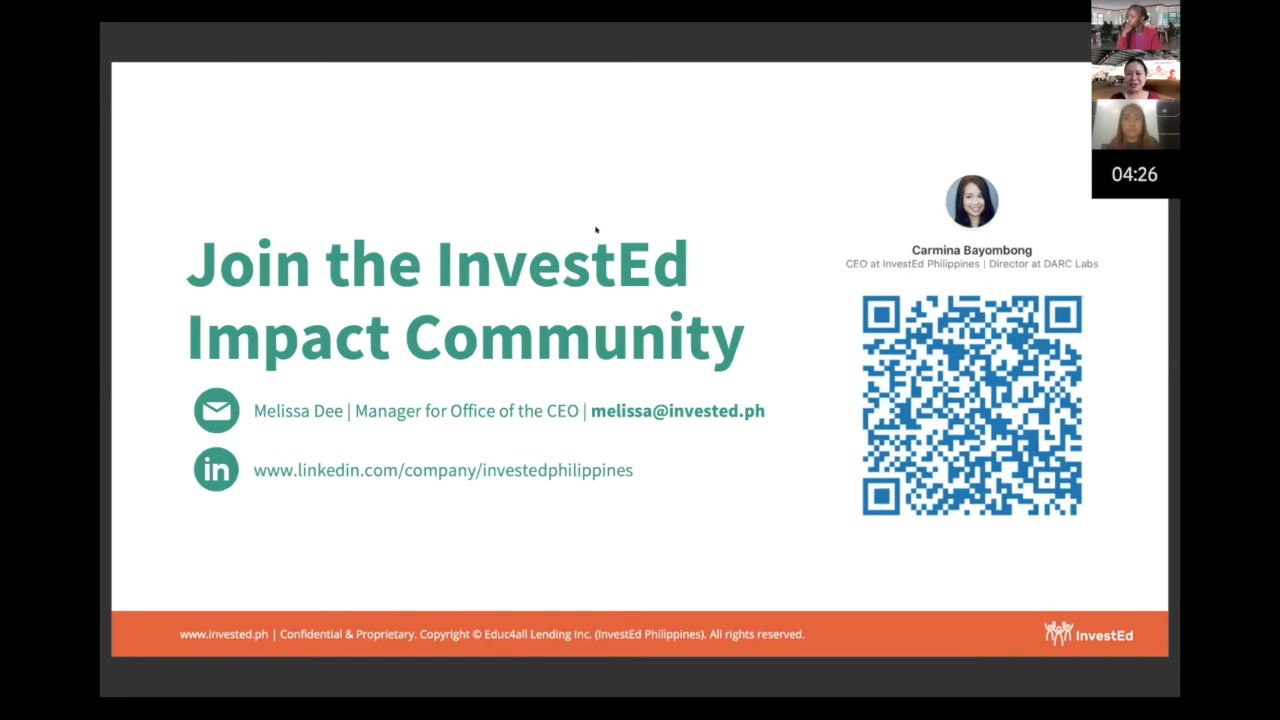 04:26
Carmina Bayombong
CEO at InvestEd Philippines | Director at DARC Labs
Join the InvestEd
Impact Community
Melissa Dee | Manager for Office of the CEO | melissa@invested.ph
in
www.linkedin.com/company/investedphilippines
www.invested.ph | Confidential & Proprietary. Copyright © Educ4all Lending Inc. (InvestEd Philippines). All rights reserved.
InvestEd